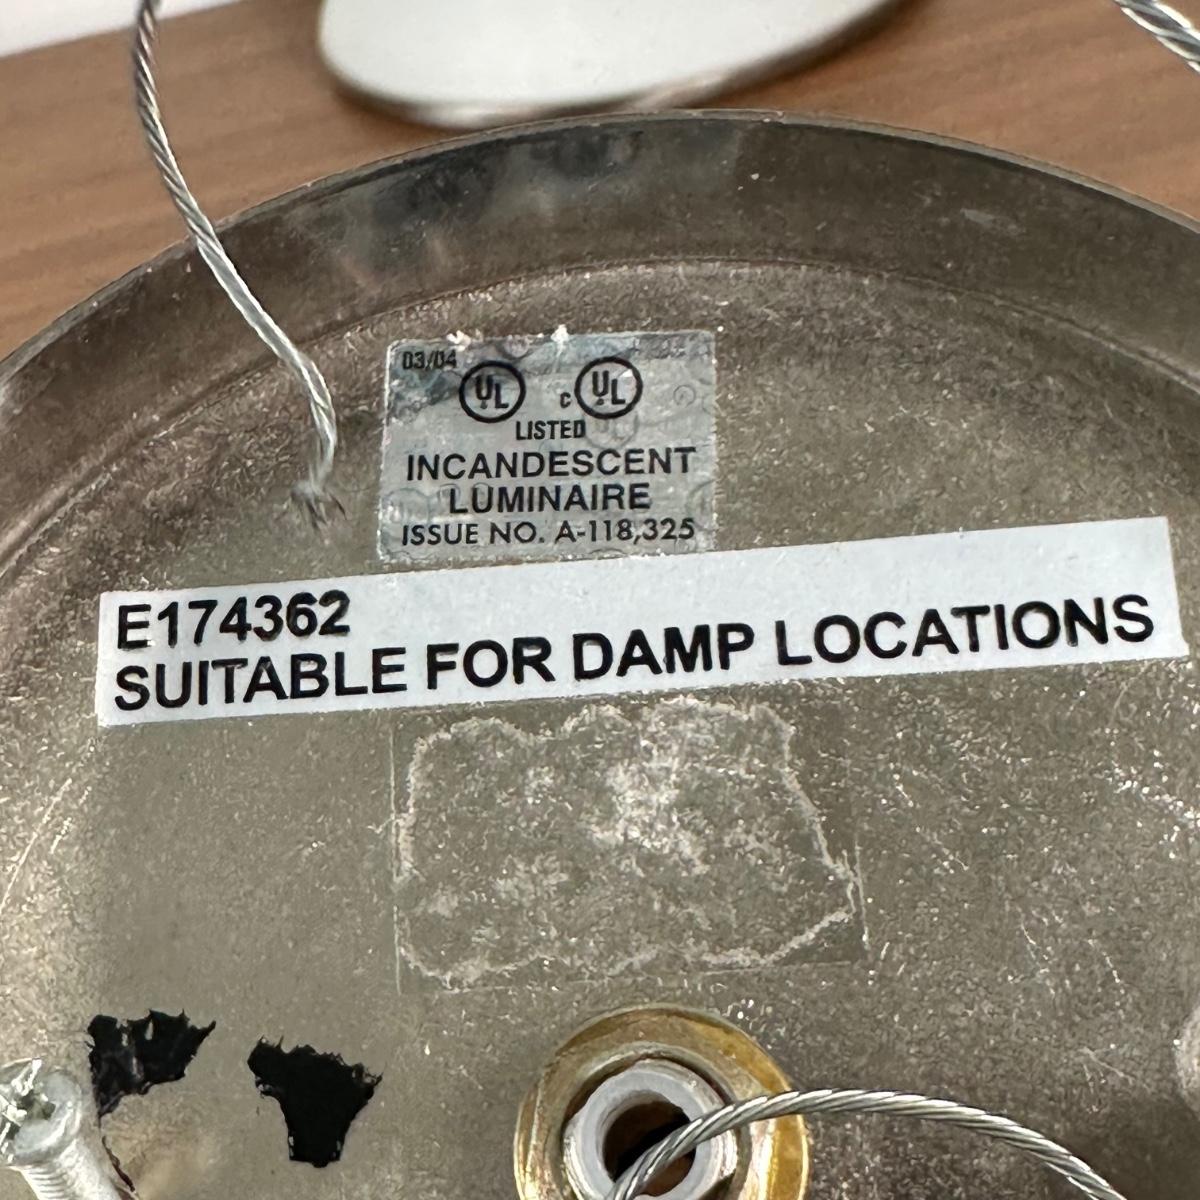 03/04
UL c UL
LISTED
INCANDESCENT
LUMINAIRE
ISSUE NO. A-118,325
E174362
SUITABLE FOR DAMP LOCATIONS